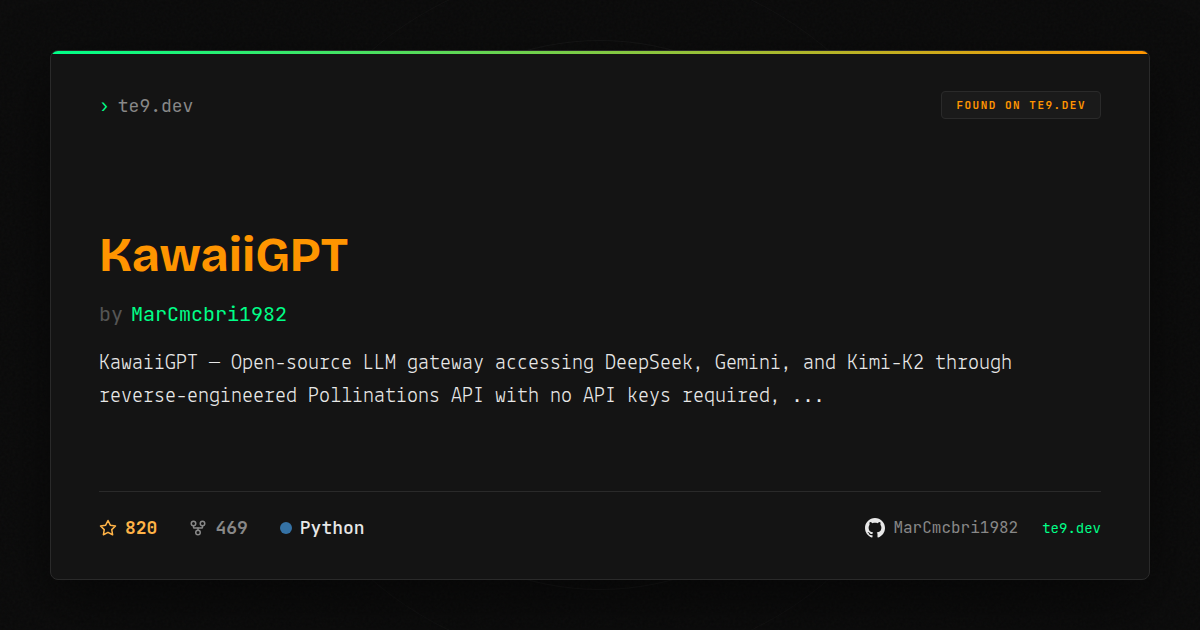 › te9.dev
FOUND ON TE9.DEV
KawaiiGPT
by MarCmcbri1982
KawaiiGPT — Open-source LLM gateway accessing DeepSeek, Gemini, and Kimi-K2 through
reverse-engineered Pollinations API with no API keys required, ...
820 469 Python
MarCmcbri1982 te9.dev